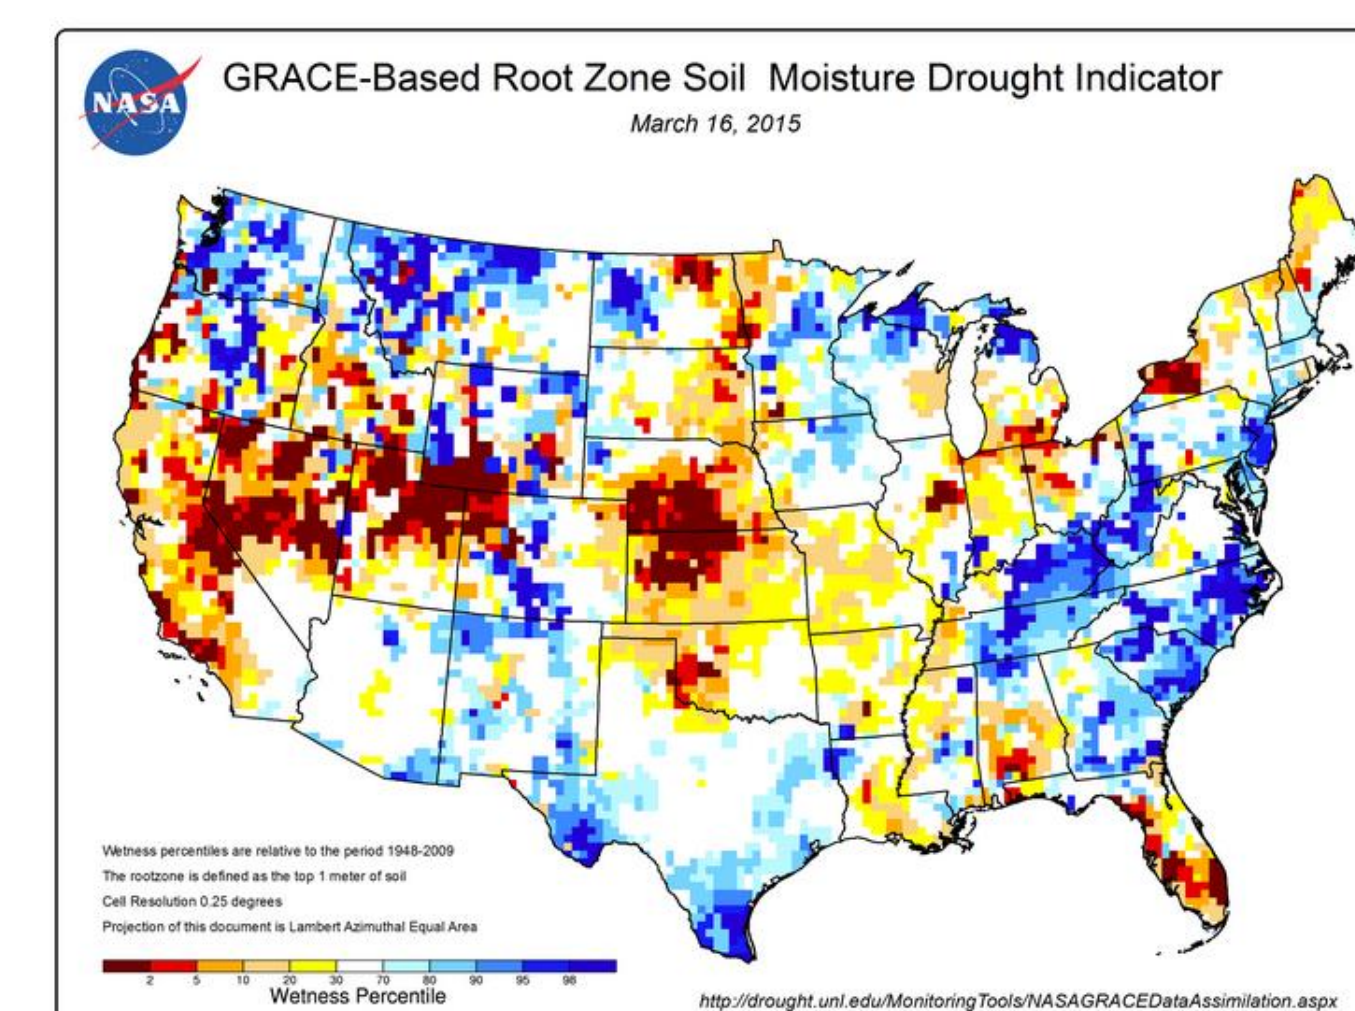 NASA
GRACE-Based Root Zone Soil Moisture Drought Indicator
March 16, 2015
Wetness percentiles are relative to the period 1948-2009
The rootzone is defined as the top 1 meter of soil
Cell Resolution 0.25 degrees
Projection of this document is Lambert Azimuthal Equal Area
2 5 10 20 30 70 80 90 95 98
Wetness Percentile
http://drought.unl.edu/MonitoringTools/NASAGRACEDataAssimilation.aspx